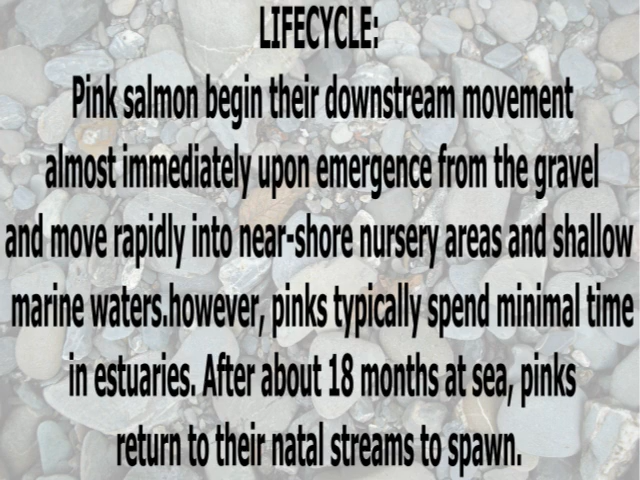 LIFECYCLE:
Pink salmon begin their downstream movement
almost immediately upon emergence from the gravel
and move rapidly into near-shore nursery areas and shallow
marine waters.however, pinks typically spend minimal time
in estuaries. After about 18 months at sea, pinks
return to their natal streams to spawn.